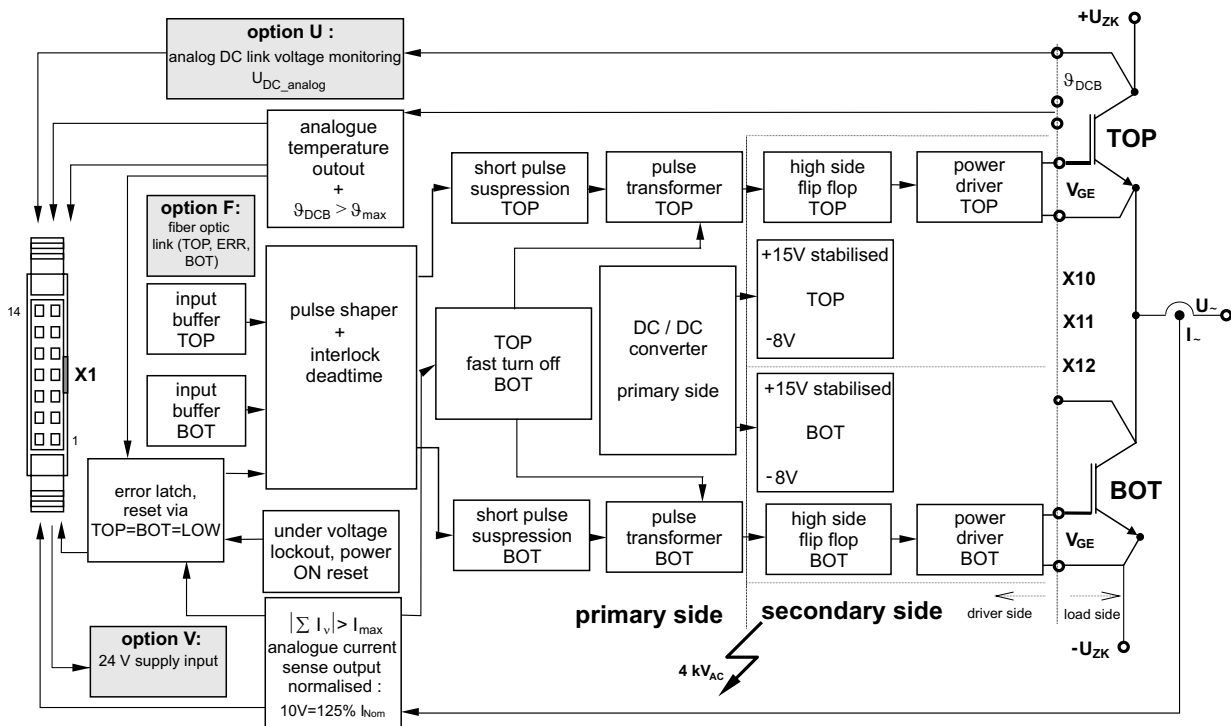 option U :
analog DC link voltage monitoring
U_DC_analog
+U_ZK
ϑ_DCB
TOP
V_GE
analogue
temperature
outout
+
ϑ_DCB > ϑ_max
option F:
fiber optic
link (TOP, ERR,
BOT)
short pulse
suspression
TOP
pulse
transformer
TOP
high side
flip flop
TOP
power
driver
TOP
14
X1
1
input
buffer
TOP
input
buffer
BOT
pulse shaper
+
interlock
deadtime
TOP
fast turn off
BOT
DC / DC
converter
primary side
+15V stabilised
TOP
-8V
+15V stabilised
BOT
-8V
X10
X11
X12
U~
I~
error latch,
reset via
TOP=BOT=LOW
under voltage
lockout, power
ON reset
short pulse
suspression
BOT
pulse
transformer
BOT
high side
flip flop
BOT
power
driver
BOT
BOT
V_GE
option V:
24 V supply input
|∑ I_ν|> I_max
analogue current
sense output
normalised :
10V=125% I_Nom
primary side
secondary side
driver side
load side
4 kV_AC
-U_ZK